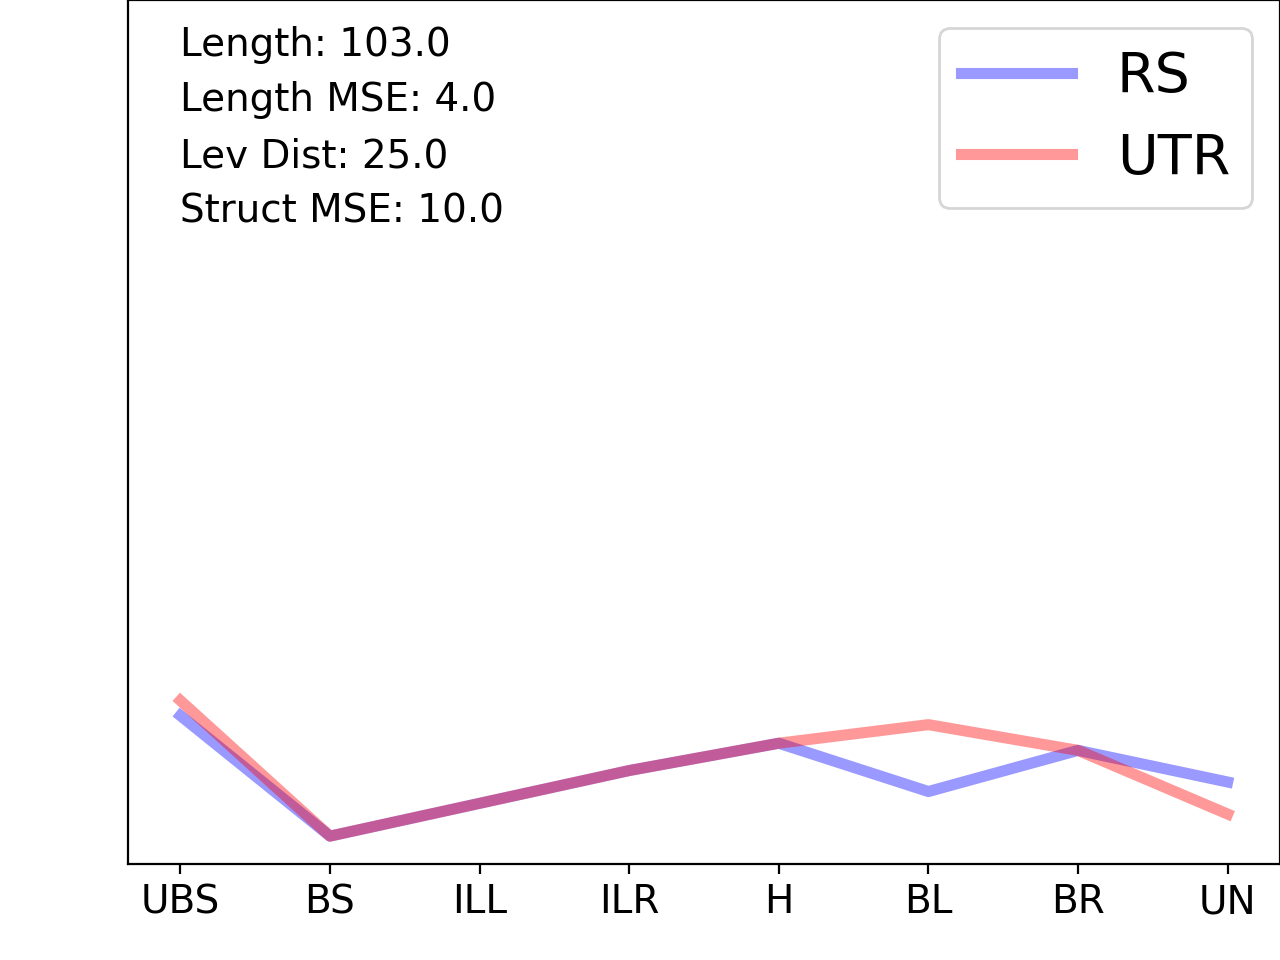 Length: 103.0
Length MSE: 4.0
Lev Dist: 25.0
Struct MSE: 10.0
RS
UTR
UBS BS ILL ILR H BL BR UN